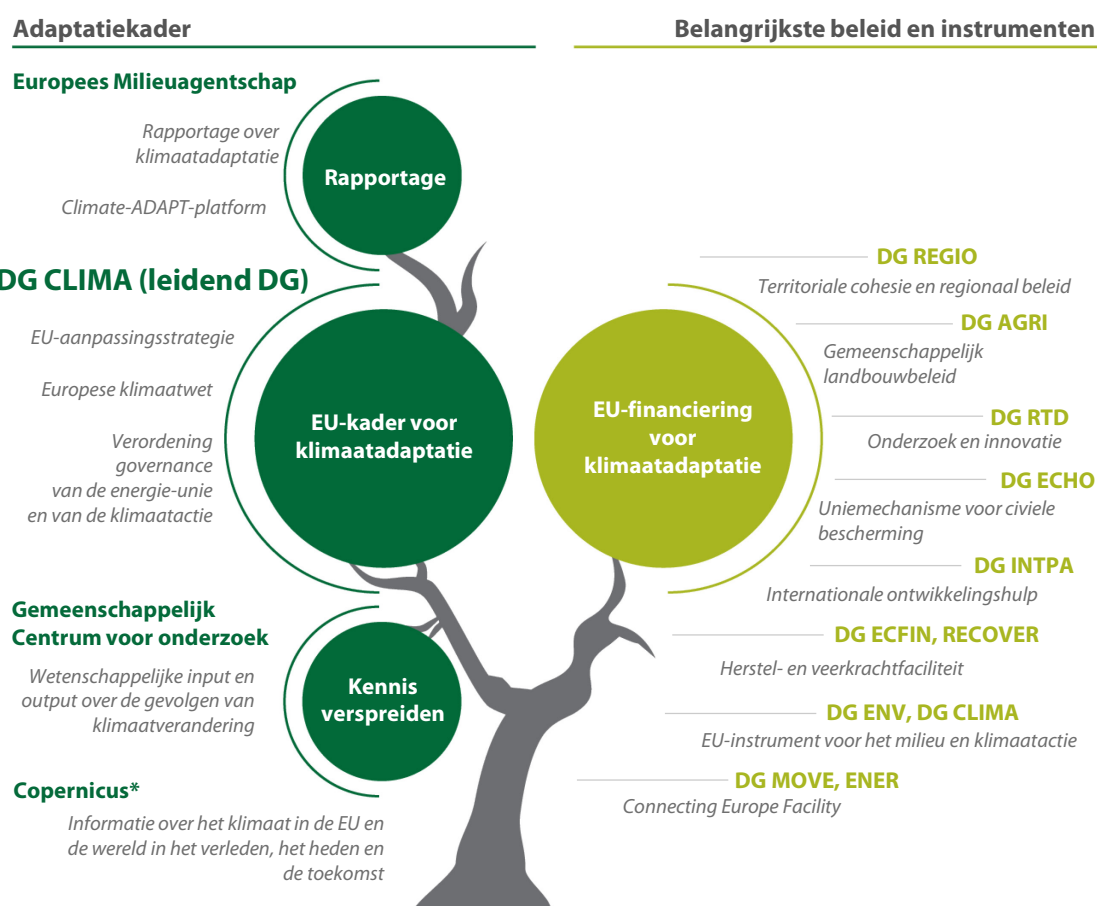 Adaptatiekader
Europees Milieuagentschap
Rapportage over
klimaatadaptatie
Climate-ADAPT-platform
Rapportage
DG CLIMA (leidend DG)
EU-aanpassingsstrategie
Europese klimaatwet
Verordening
governance
van de energie-unie
en van de klimaatactie
EU-kader voor
klimaatadaptatie
Gemeenschappelijk
Centrum voor onderzoek
Wetenschappelijke input en
output over de gevolgen van
klimaatverandering
Kennis
verspreiden
Copernicus*
Informatie over het klimaat in de EU en
de wereld in het verleden, het heden en
de toekomst
Belangrijkste beleid en instrumenten
EU-financiering
voor
klimaatadaptatie
DG REGIO
Territoriale cohesie en regionaal beleid
DG AGRI
Gemeenschappelijk
landbouwbeleid
DG RTD
Onderzoek en innovatie
DG ECHO
Uniemechanisme voor civiele
bescherming
DG INTPA
Internationale ontwikkelingshulp
DG ECFIN, RECOVER
Herstel- en veerkrachtfaciliteit
DG ENV, DG CLIMA
EU-instrument voor het milieu en klimaatactie
DG MOVE, ENER
Connecting Europe Facility